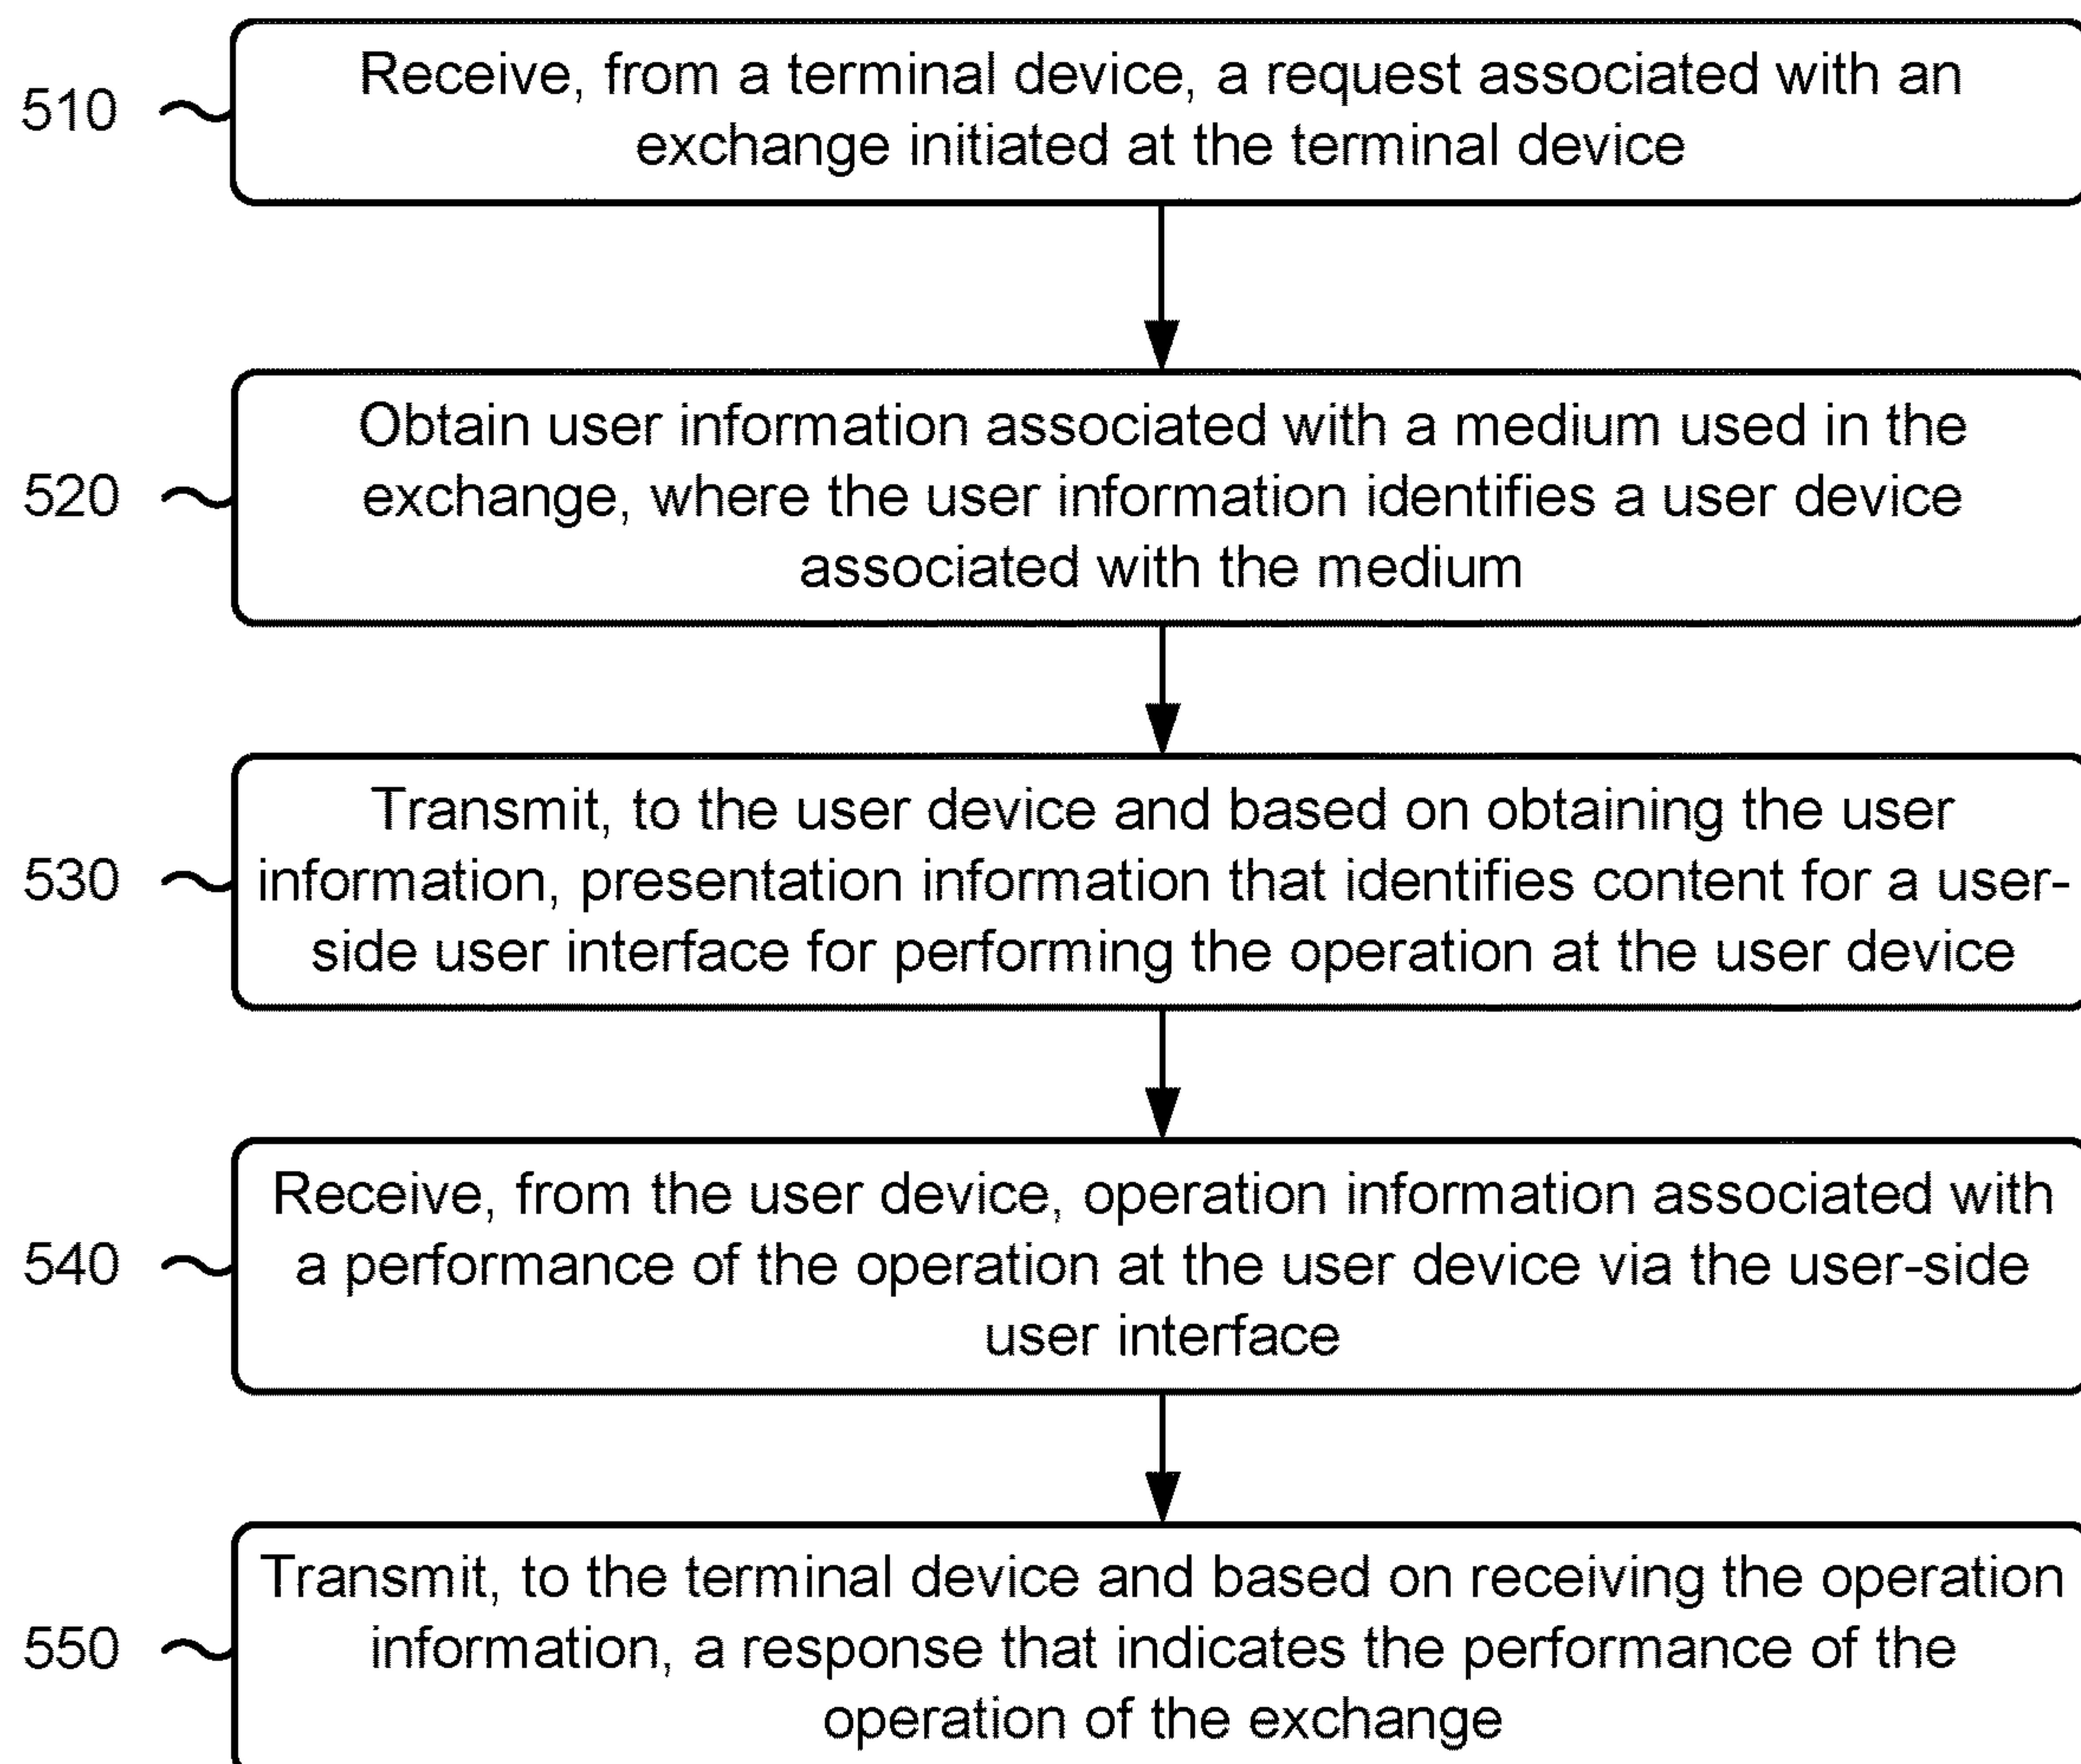 510
Receive, from a terminal device, a request associated with an
exchange initiated at the terminal device
520
Obtain user information associated with a medium used in the
exchange, where the user information identifies a user device
associated with the medium
530
Transmit, to the user device and based on obtaining the user
information, presentation information that identifies content for a user-
side user interface for performing the operation at the user device
540
Receive, from the user device, operation information associated with
a performance of the operation at the user device via the user-side
user interface
550
Transmit, to the terminal device and based on receiving the operation
information, a response that indicates the performance of the
operation of the exchange